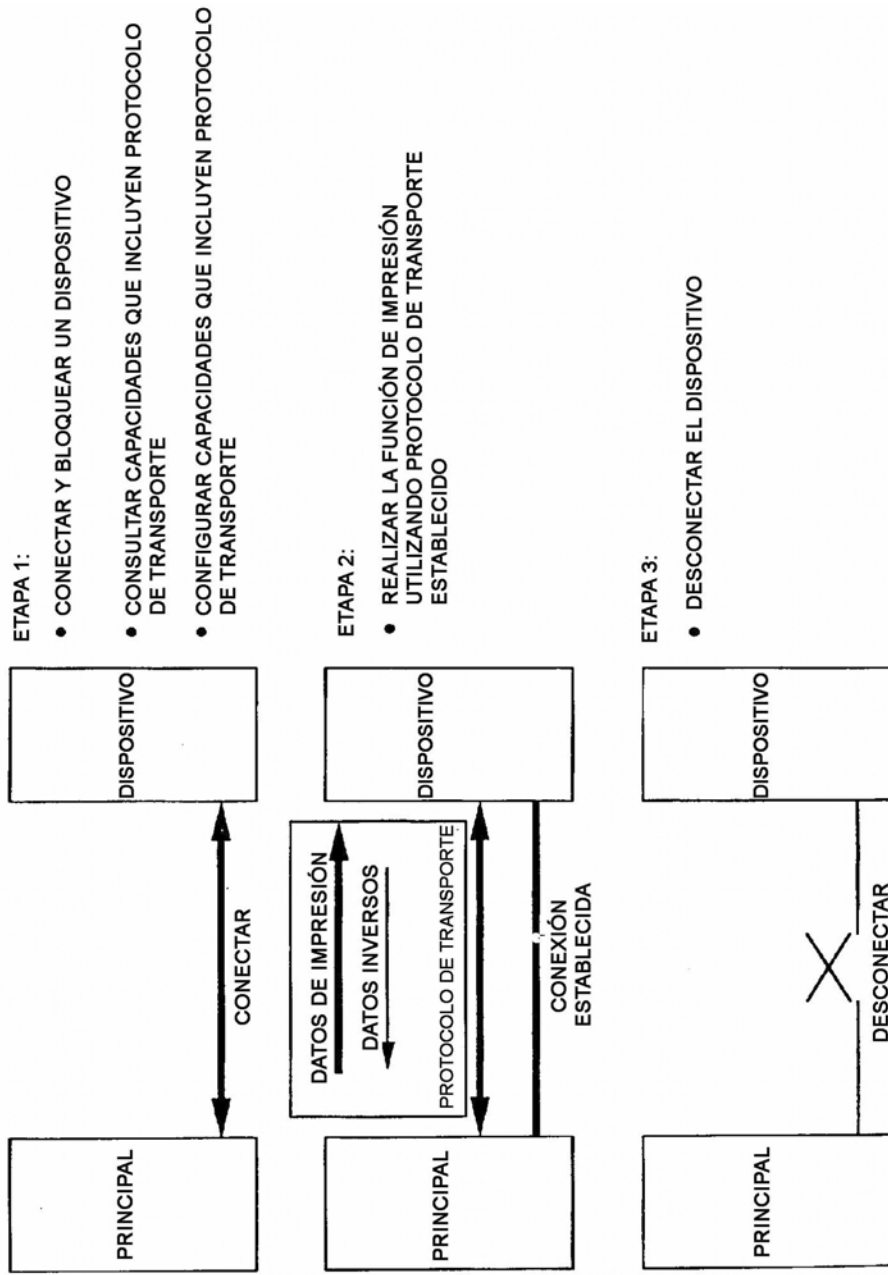 PRINCIPAL
CONECTAR
DISPOSITIVO
ETAPA 1:
• CONECTAR Y BLOQUEAR UN DISPOSITIVO
• CONSULTAR CAPACIDADES QUE INCLUYEN PROTOCOLO
DE TRANSPORTE
• CONFIGURAR CAPACIDADES QUE INCLUYEN PROTOCOLO
DE TRANSPORTE
PRINCIPAL
DATOS DE IMPRESIÓN
DATOS INVERSOS
PROTOCOLO DE TRANSPORTE
CONEXIÓN
ESTABLECIDA
DISPOSITIVO
ETAPA 2:
• REALIZAR LA FUNCIÓN DE IMPRESIÓN
UTILIZANDO PROTOCOLO DE TRANSPORTE
ESTABLECIDO
PRINCIPAL
DESCONECTAR
DISPOSITIVO
ETAPA 3:
• DESCONECTAR EL DISPOSITIVO